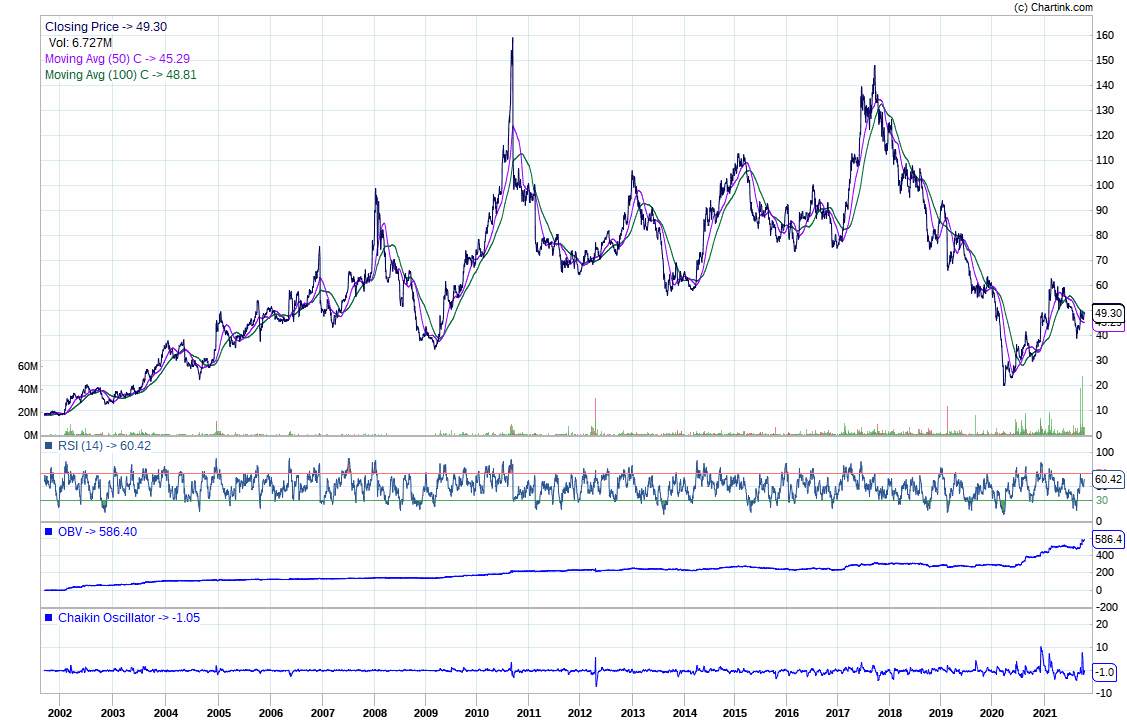 (c) Chartink.com
Closing Price -> 49.30
Vol: 6.727M
Moving Avg (50) C -> 45.29
Moving Avg (100) C -> 48.81
160
150
140
130
120
110
100
90
80
70
60
49.30
40
30
20
10
0
60M
40M
20M
0M
RSI (14) -> 60.42
100
60.42
30
0
OBV -> 586.40
586.4
400
200
0
-200
Chaikin Oscillator -> -1.05
20
10
-1.0
-10
2002 2003 2004 2005 2006 2007 2008 2009 2010 2011 2012 2013 2014 2015 2016 2017 2018 2019 2020 2021